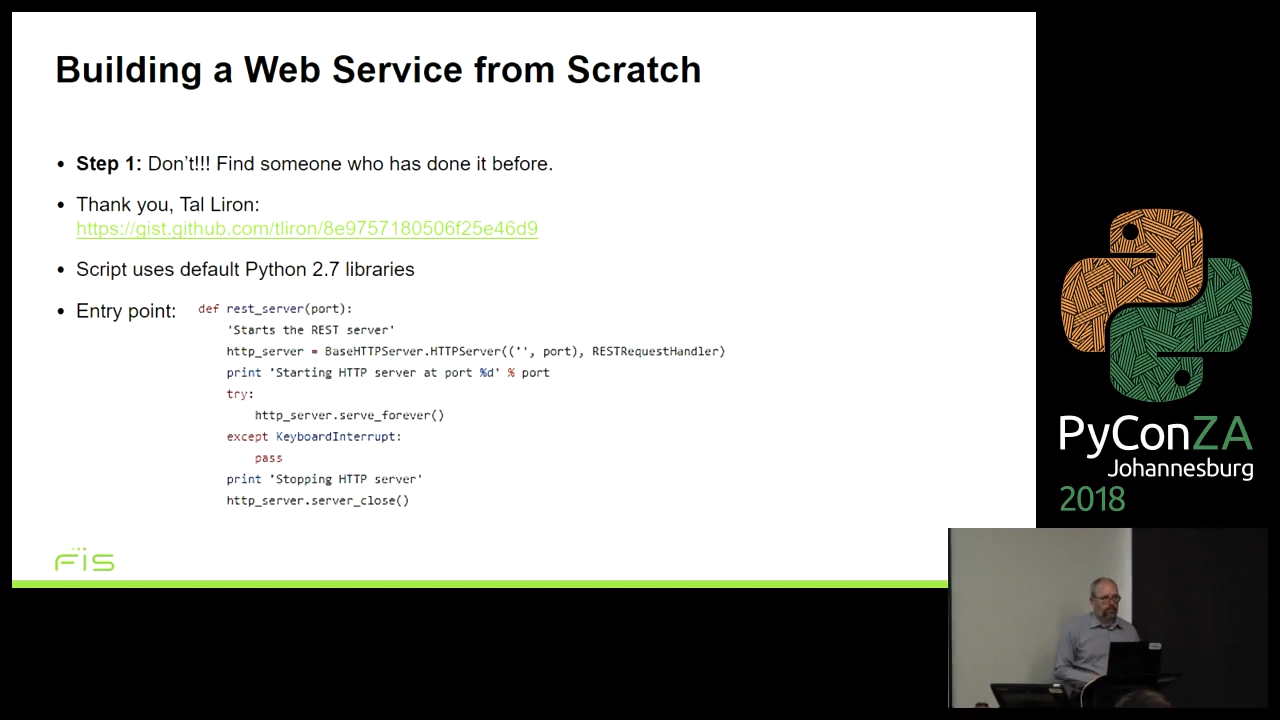 Building a Web Service from Scratch
• Step 1: Don't!!! Find someone who has done it before.
• Thank you, Tal Liron:
https://gist.github.com/tliron/8e9757180506f25e46d9
• Script uses default Python 2.7 libraries
• Entry point:
def rest_server(port):
'Starts the REST server'
http_server = BaseHTTPServer.HTTPServer(('', port), RESTRequestHandler)
print 'Starting HTTP server at port %d' % port
try:
http_server.serve_forever()
except KeyboardInterrupt:
pass
print 'Stopping HTTP server'
http_server.server_close()
FIS
PyConZA
Johannesburg
2018